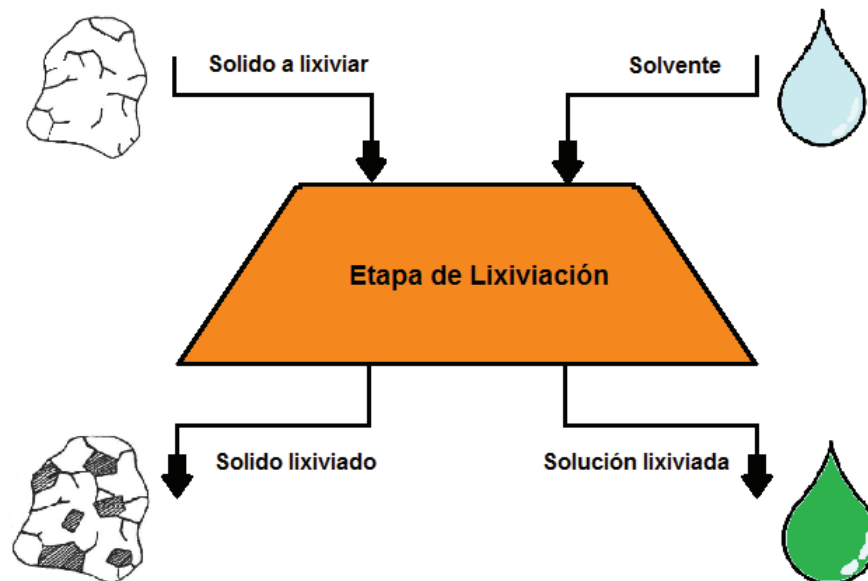 Solido a lixiviar
Solvente
Etapa de Lixiviación
Solido lixiviado
Solución lixiviada